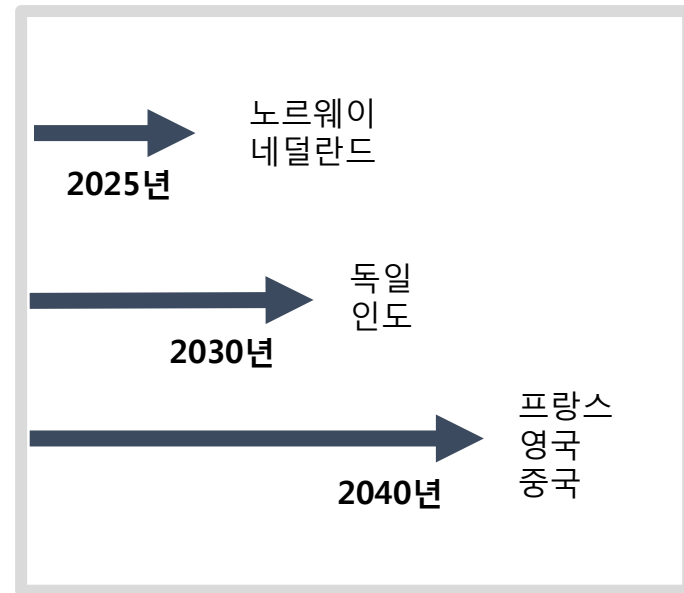 노르웨이
네덜란드
2025년
독일
인도
2030년
프랑스
영국
중국
2040년